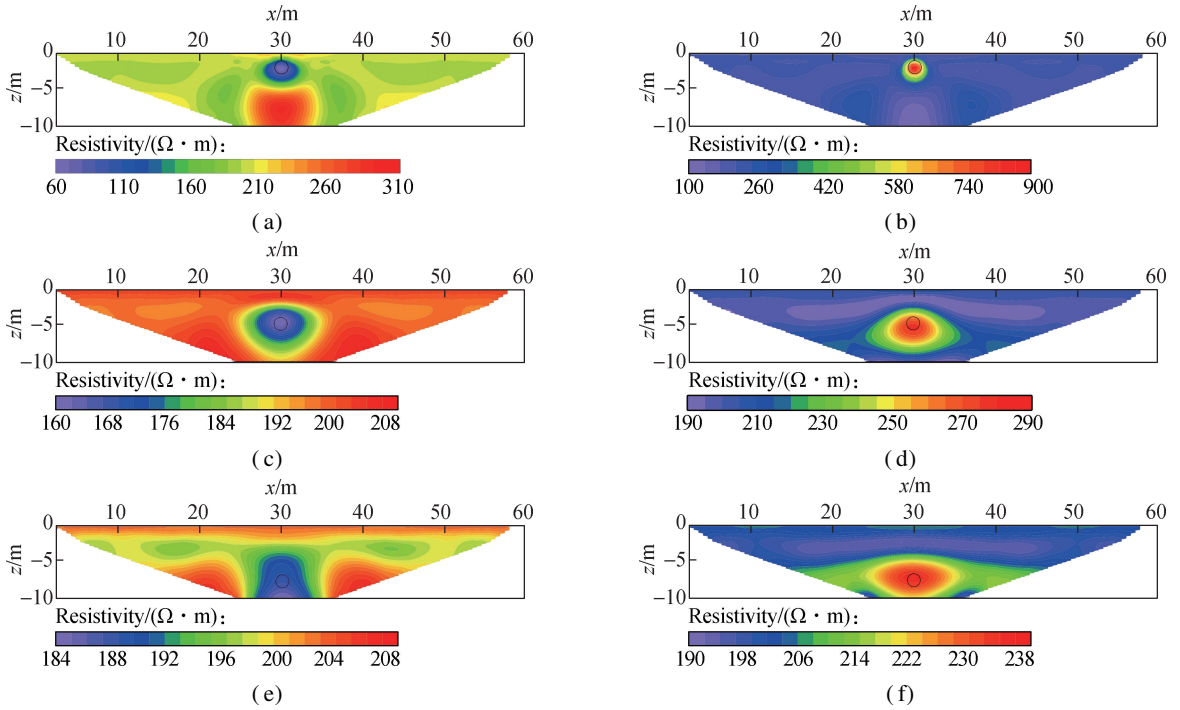 x/m
10 20 30 40 50 60
0
−5
−10
z/m
Resistivity/(Ω · m):
60 110 160 210 260 310
(a)
x/m
10 20 30 40 50 60
0
−5
−10
z/m
Resistivity/(Ω · m):
100 260 420 580 740 900
(b)
x/m
10 20 30 40 50 60
0
−5
−10
z/m
Resistivity/(Ω · m):
160 168 176 184 192 200 208
(c)
x/m
10 20 30 40 50 60
0
−5
−10
z/m
Resistivity/(Ω · m):
190 210 230 250 270 290
(d)
x/m
10 20 30 40 50 60
0
−5
−10
z/m
Resistivity/(Ω · m):
184 188 192 196 200 204 208
(e)
x/m
10 20 30 40 50 60
0
−5
−10
z/m
Resistivity/(Ω · m):
190 198 206 214 222 230 238
(f)